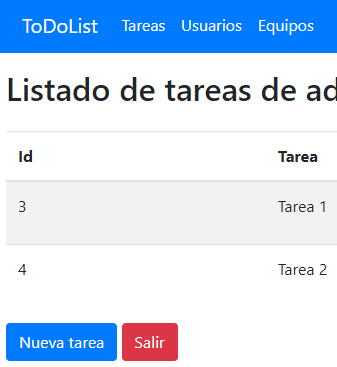 ToDoList Tareas Usuarios Equipos
Listado de tareas de ad
Id Tarea
3 Tarea 1
4 Tarea 2
Nueva tarea Salir